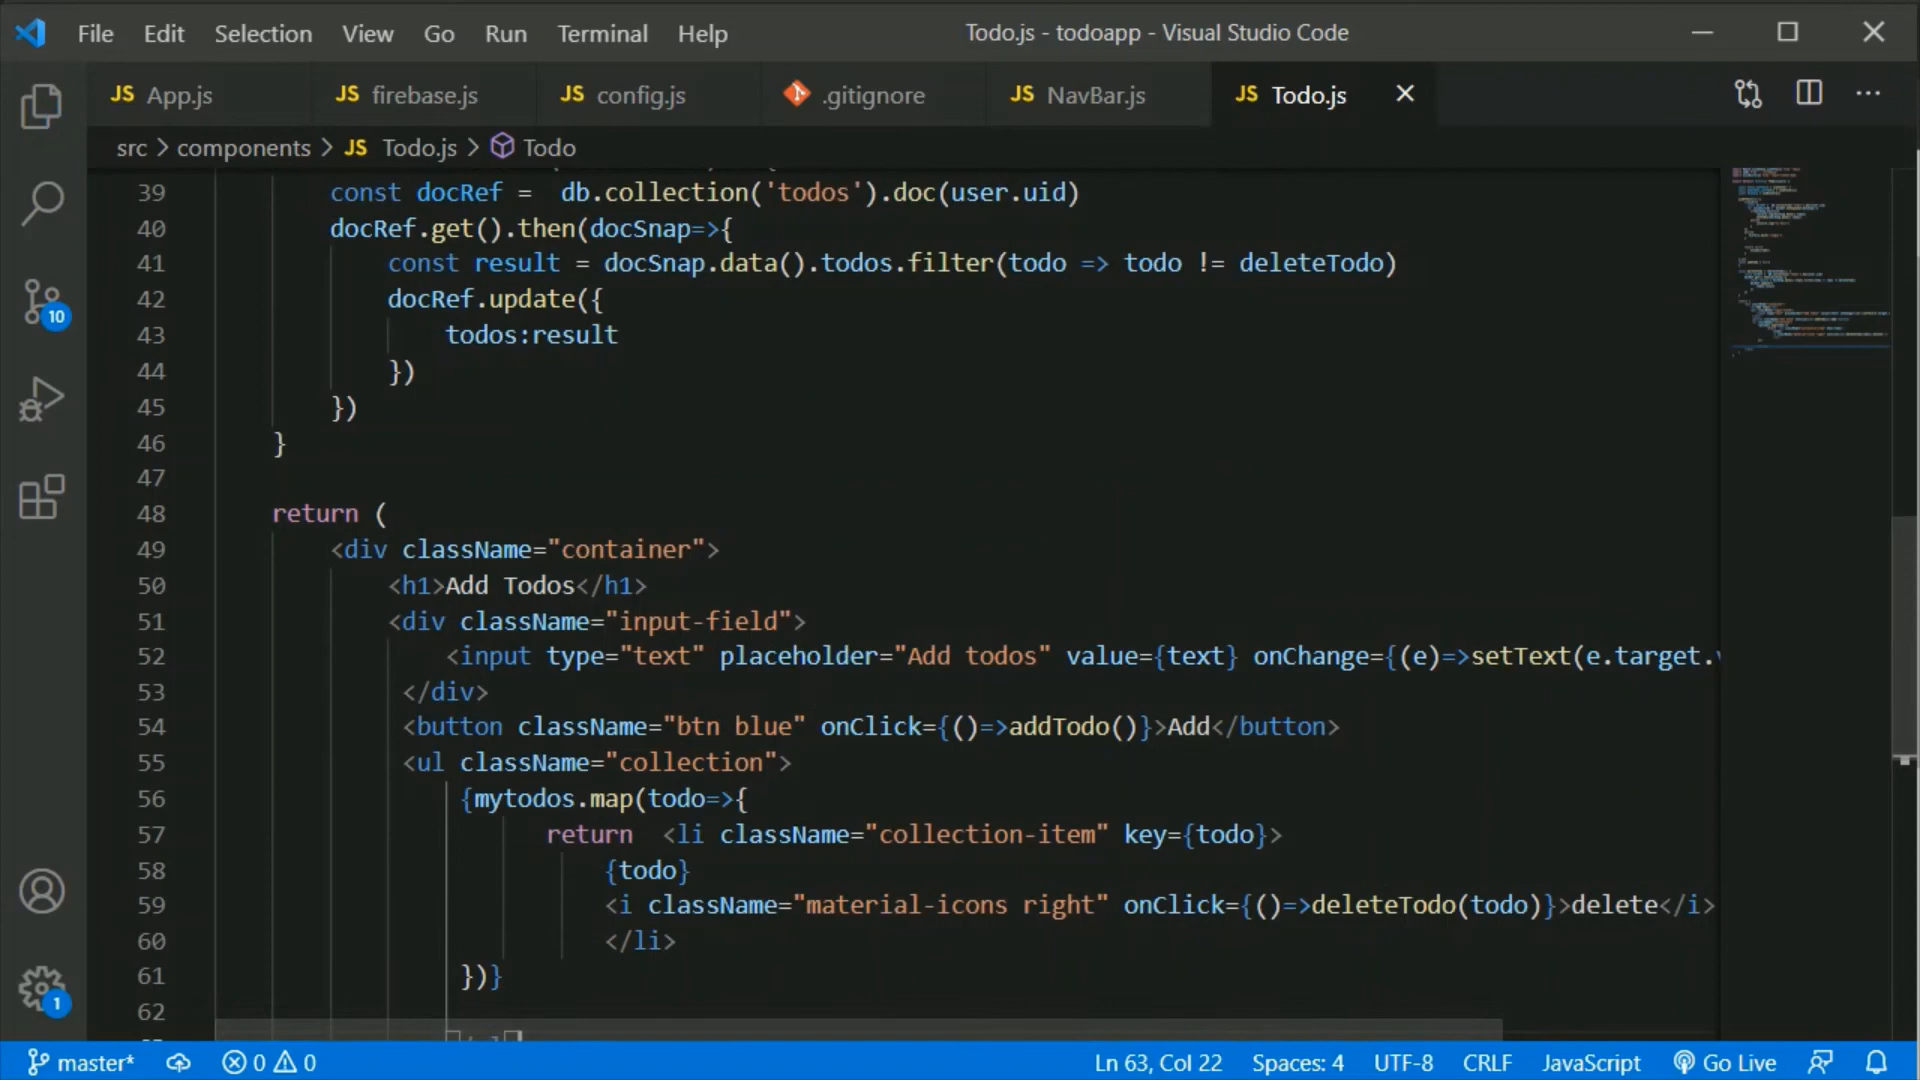 File Edit Selection View Go Run Terminal Help Todo.js - todoapp - Visual Studio Code
JS App.js JS firebase.js JS config.js .gitignore JS NavBar.js JS Todo.js
src > components > JS Todo.js > Todo
39 const docRef =  db.collection('todos').doc(user.uid)
40 docRef.get().then(docSnap=>{
41 const result = docSnap.data().todos.filter(todo => todo != deleteTodo)
42 docRef.update({
43 todos:result
44 })
45 })
46 }
47
48 return (
49 <div className="container">
50 <h1>Add Todos</h1>
51 <div className="input-field">
52 <input type="text" placeholder="Add todos" value={text} onChange={(e)=>setText(e.target.
53 </div>
54 <button className="btn blue" onClick={()=>addTodo()}>Add</button>
55 <ul className="collection">
56 {mytodos.map(todo=>{
57 return  <li className="collection-item" key={todo}>
58 {todo}
59 <i className="material-icons right" onClick={()=>deleteTodo(todo)}>delete</i>
60 </li>
61 })}
62
10
1
master* 0 0 Ln 63, Col 22 Spaces: 4 UTF-8 CRLF JavaScript Go Live